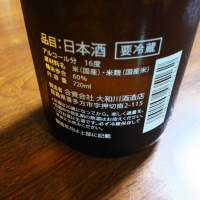 品目:日本酒 要冷蔵
アルコール分 16度
原材料名 米(国産)・米麹(国産米)
精米歩合 60%
内容量 720ml
合資会社 大和川酒造店
福島県喜多方市字押切南2-115
製造年月は上部に記載